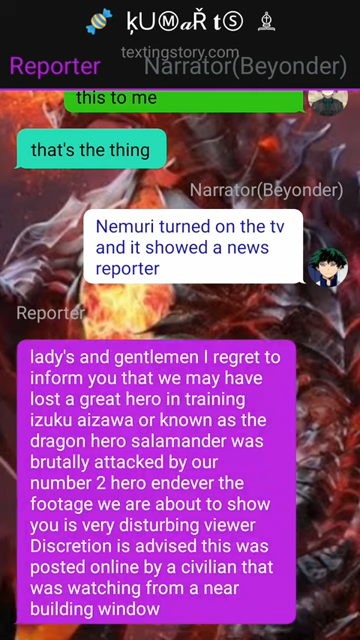 🍬 ķU🄜𝒶Ř 𝐭Ⓢ ♗
textingstory.com
Reporter Narrator(Beyonder)
this to me
that's the thing
Narrator(Beyonder)
Nemuri turned on the tv
and it showed a news
reporter
Reporter
lady's and gentlemen I regret to
inform you that we may have
lost a great hero in training
izuku aizawa or known as the
dragon hero salamander was
brutally attacked by our
number 2 hero endever the
footage we are about to show
you is very disturbing viewer
Discretion is advised this was
posted online by a civilian that
was watching from a near
building window